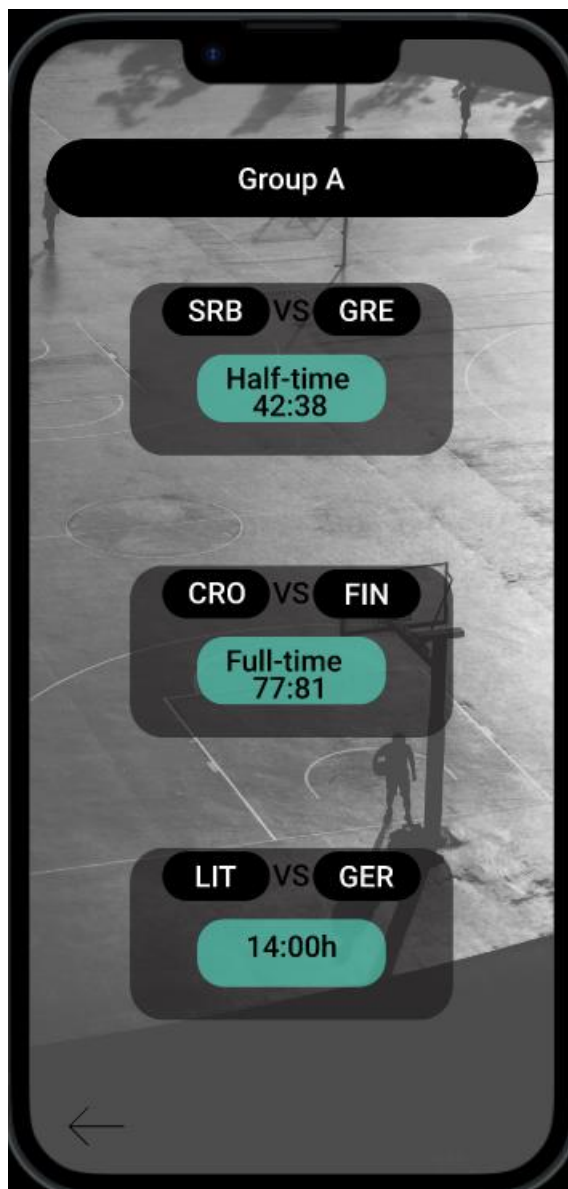 Group A
SRB VS GRE
Half-time
42:38
CRO VS FIN
Full-time
77:81
LIT VS GER
14:00h